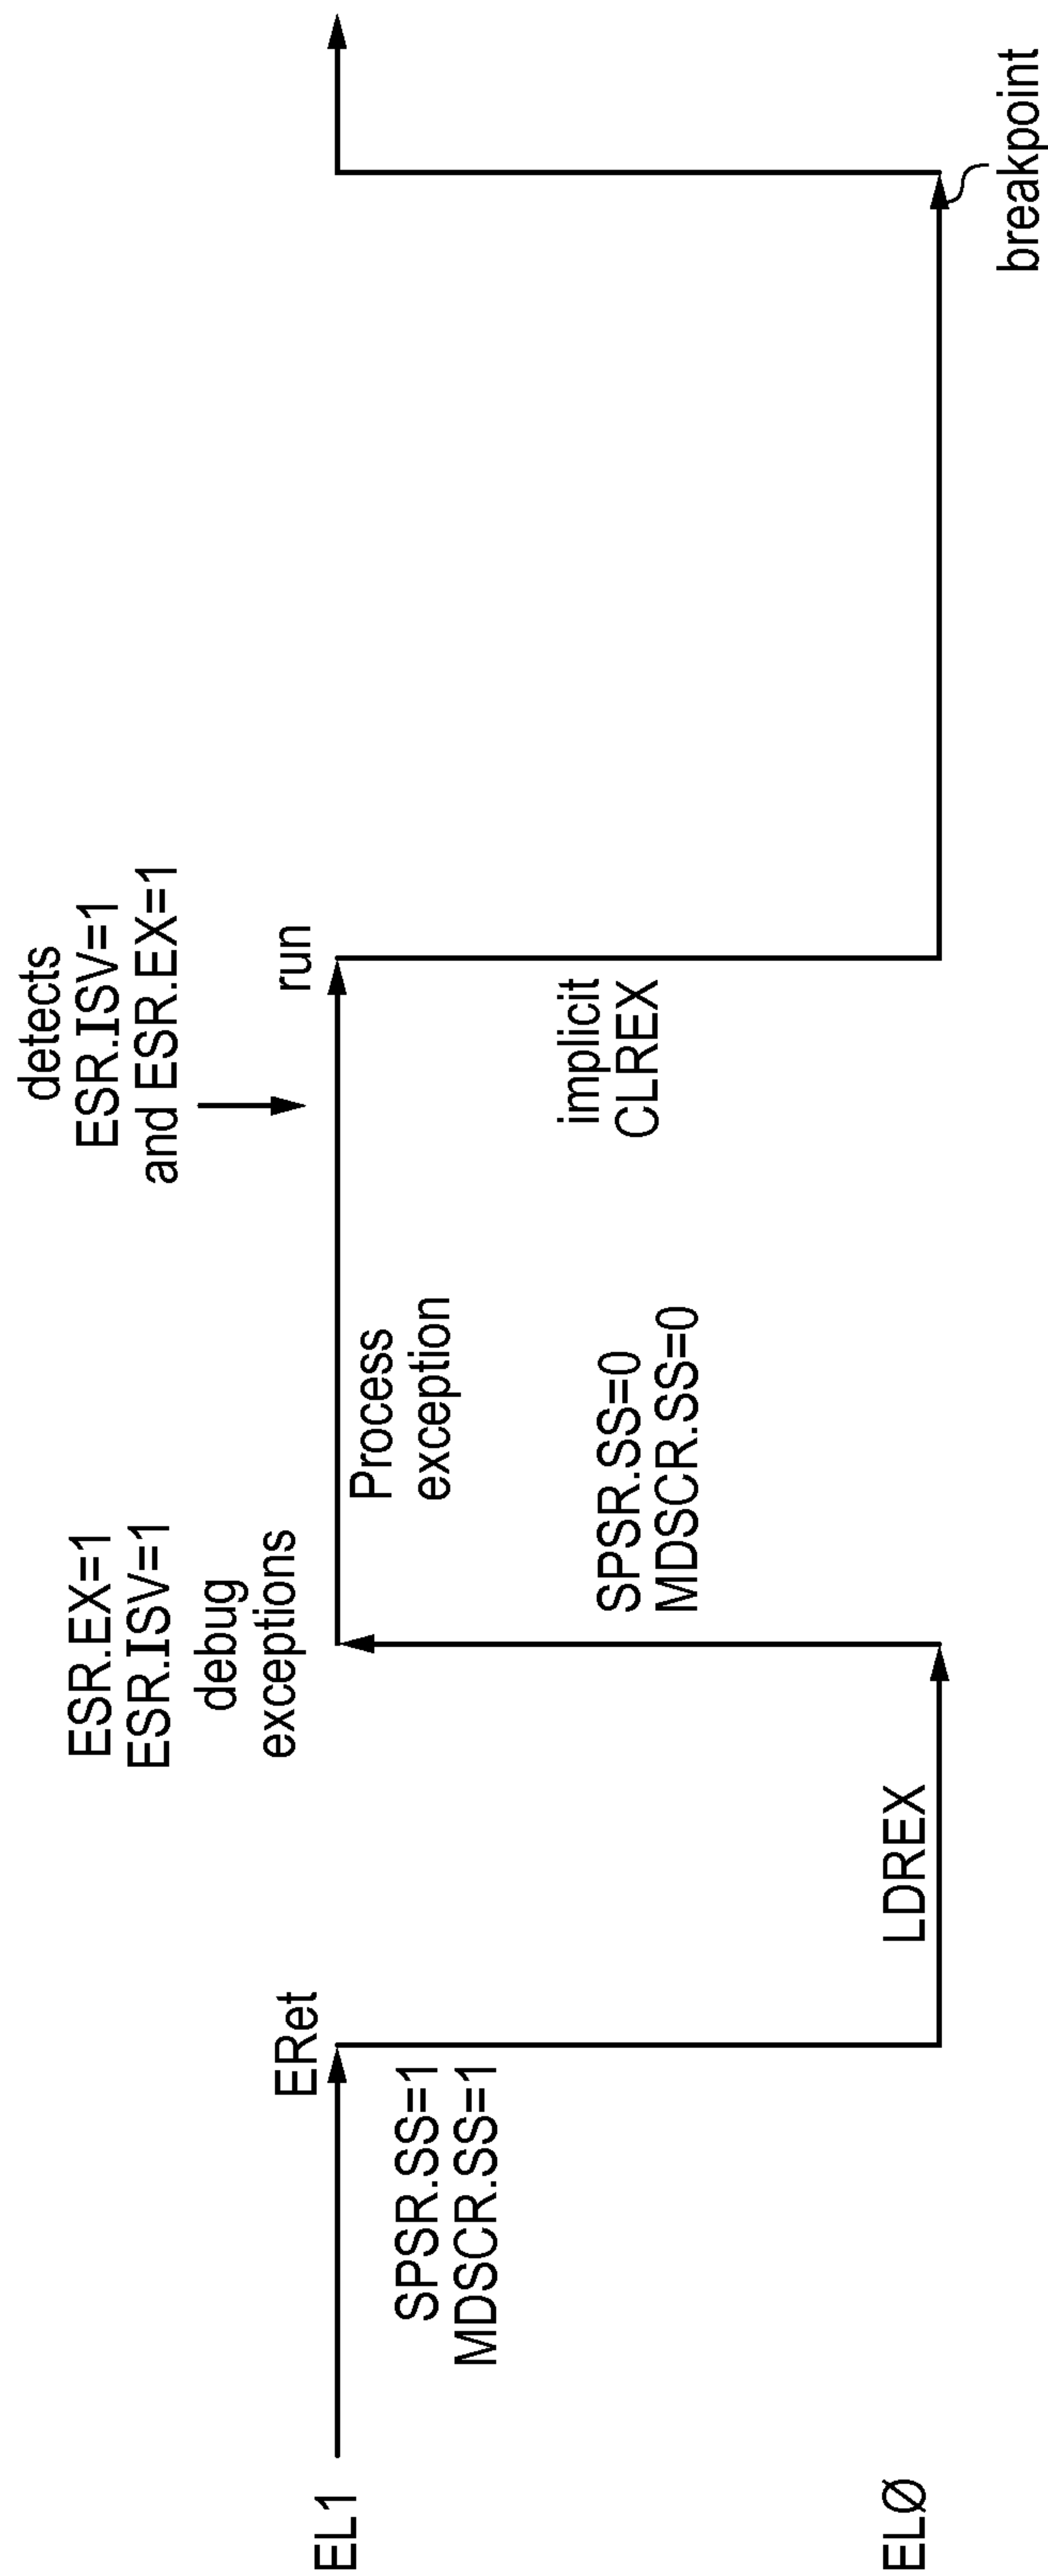 EL1
SPSR.SS=1
MDSCR.SS=1
ERet
LDREX
ESR.EX=1
ESR.ISV=1
debug
exceptions
SPSR.SS=0
MDSCR.SS=0
Process
exception
detects
ESR.ISV=1
and ESR.EX=1
run
implicit
CLREX
breakpoint
ELØ